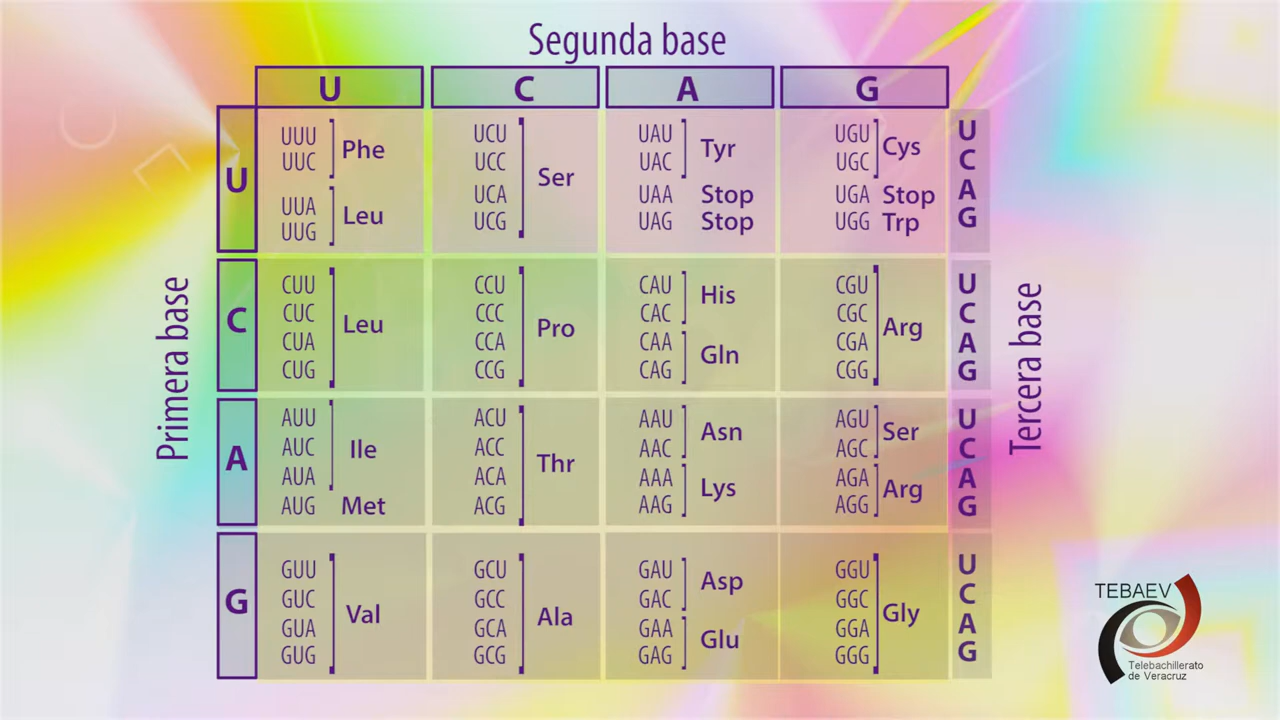 Segunda base
U C A G
Primera base
Tercera base
U
UUU UCU UAU UGU U
Phe Tyr Cys
UUC UCC UAC UGC C
Ser
UUA UCA UAA Stop UGA Stop A
Leu
UUG UCG UAG Stop UGG Trp G
C
CUU CCU CAU CGU U
His
CUC CCC CAC CGC C
Leu Pro Arg
CUA CCA CAA CGA A
Gln
CUG CCG CAG CGG G
A
AUU ACU AAU AGU U
Asn Ser
AUC ACC AAC AGC C
Ile Thr
AUA ACA AAA AGA A
Lys Arg
AUG Met ACG AAG AGG G
G
GUU GCU GAU GGU U
Asp
GUC GCC GAC GGC C
Val Ala Gly
GUA GCA GAA GGA A
Glu
GUG GCG GAG GGG G
TEBAEV
Telebachillerato
de Veracruz